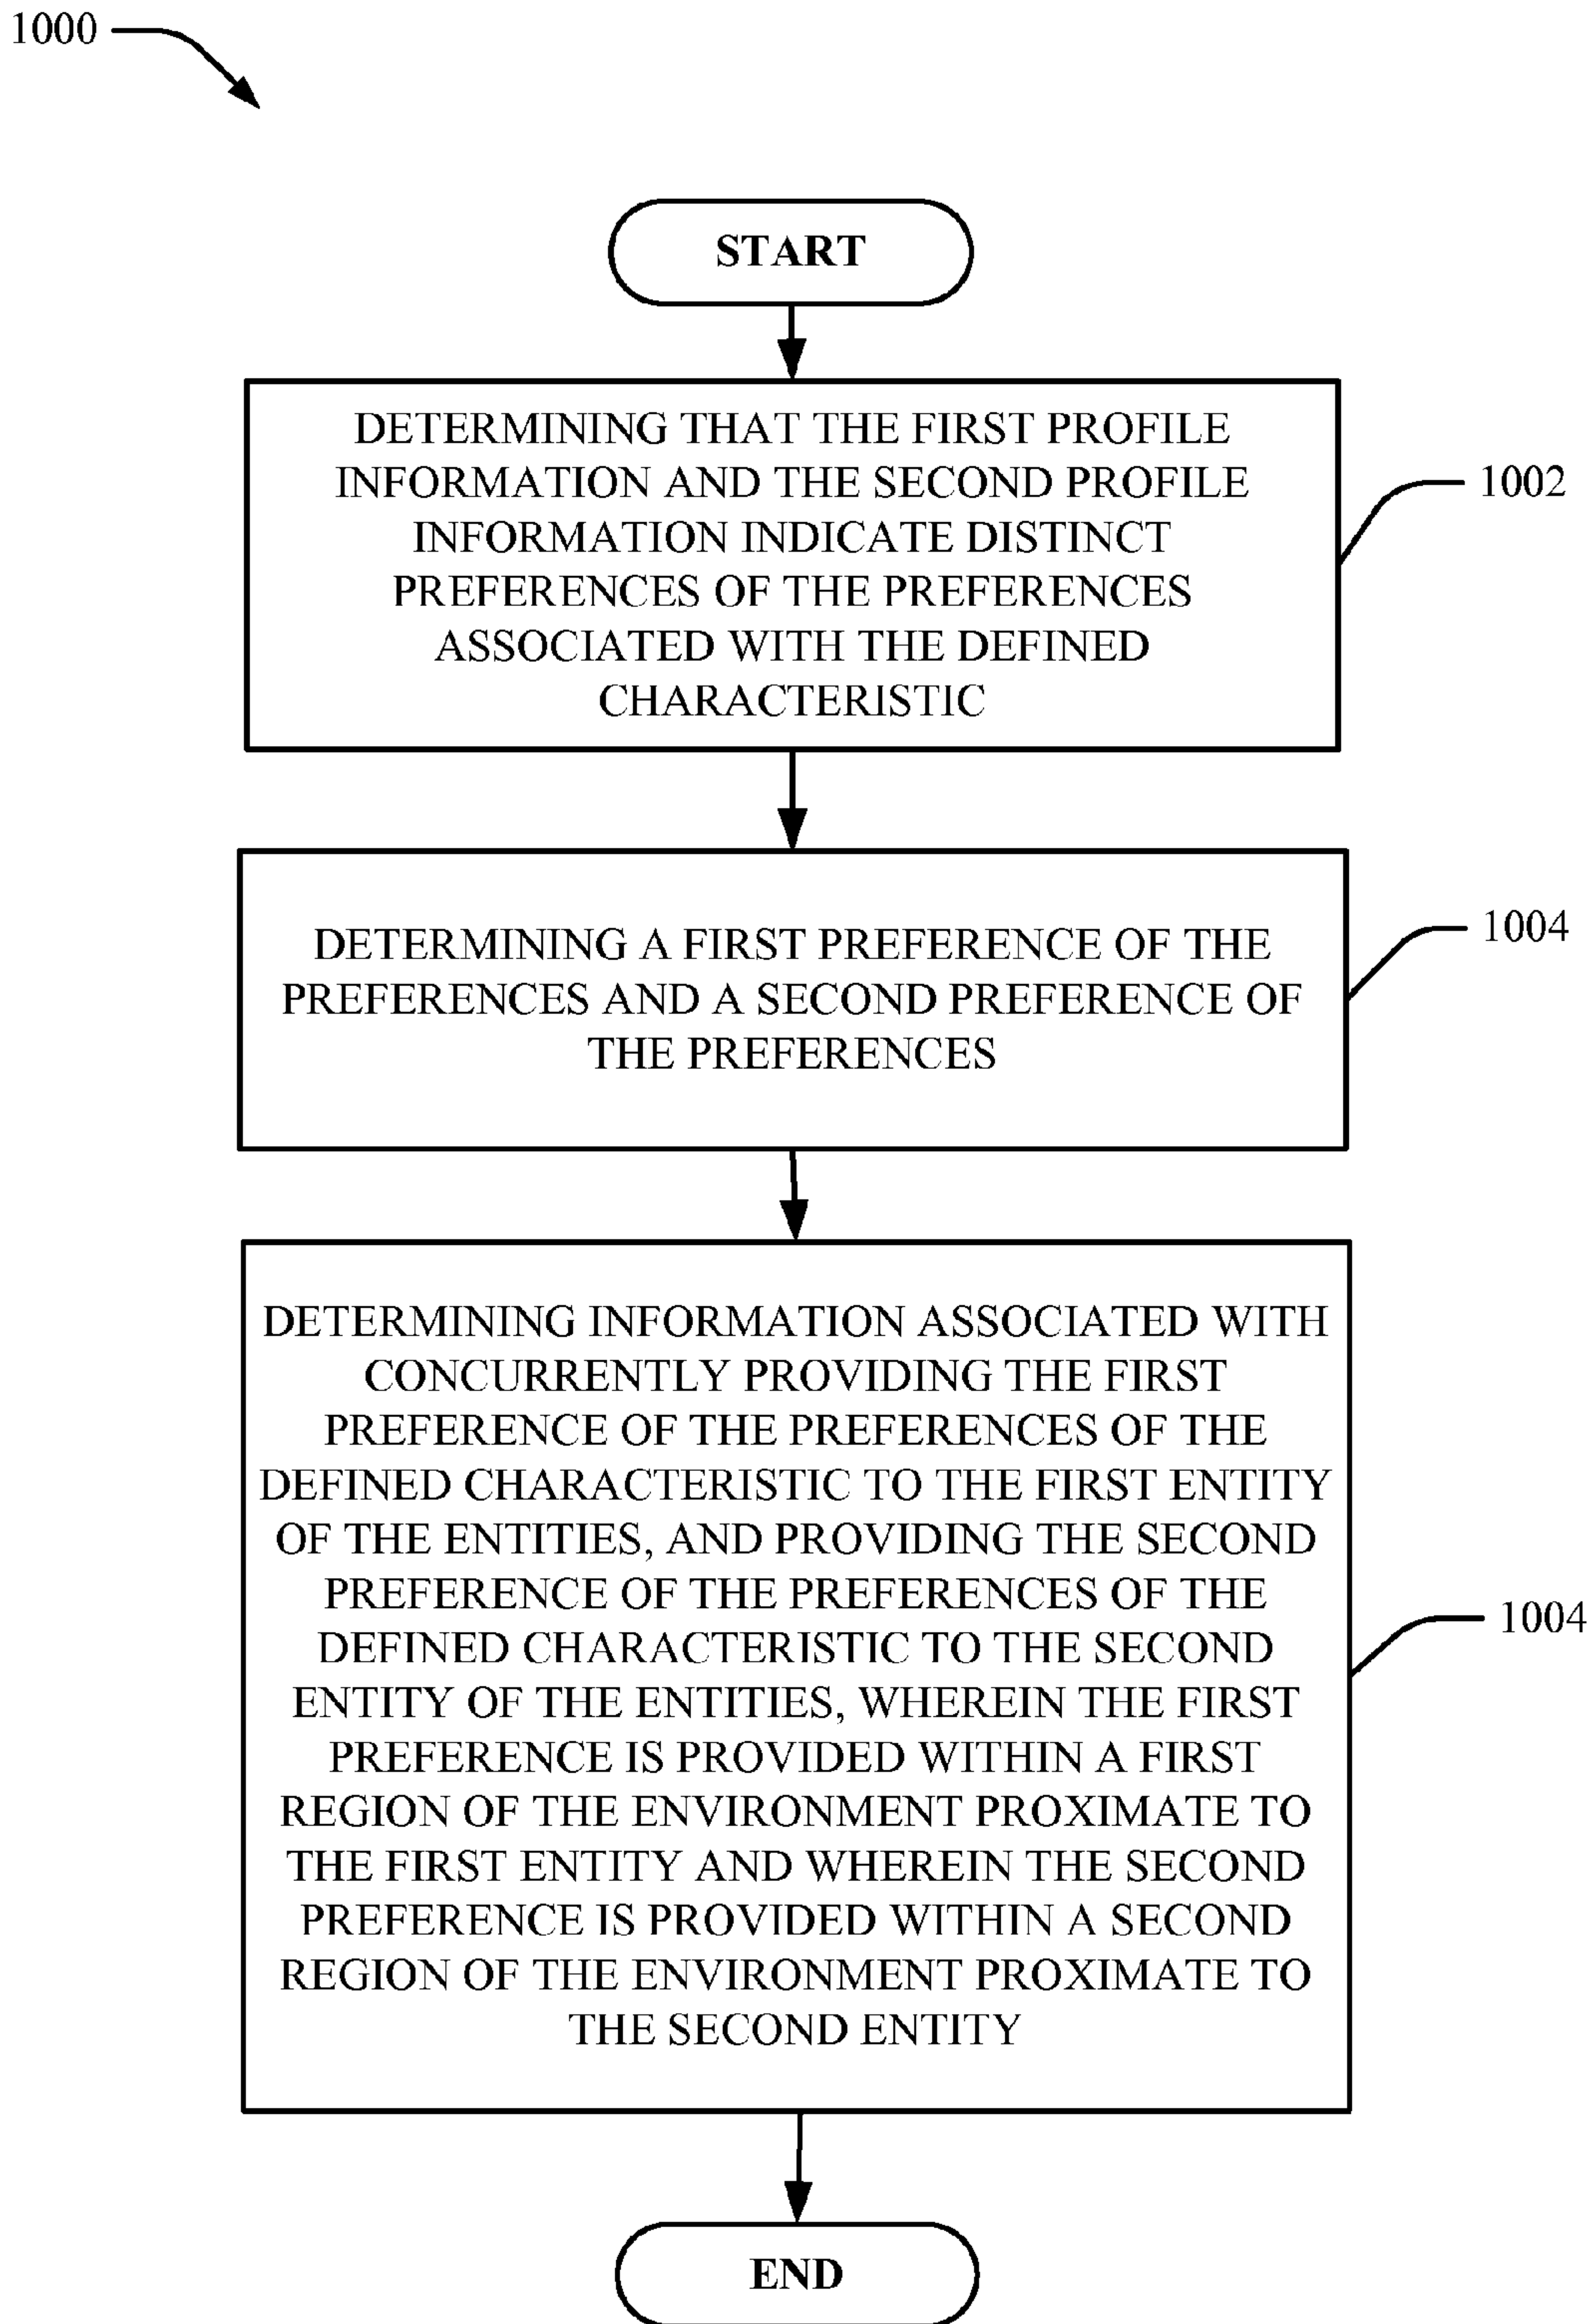 1000
START
DETERMINING THAT THE FIRST PROFILE
INFORMATION AND THE SECOND PROFILE
INFORMATION INDICATE DISTINCT
PREFERENCES OF THE PREFERENCES
ASSOCIATED WITH THE DEFINED
CHARACTERISTIC
1002
DETERMINING A FIRST PREFERENCE OF THE
PREFERENCES AND A SECOND PREFERENCE OF
THE PREFERENCES
1004
DETERMINING INFORMATION ASSOCIATED WITH
CONCURRENTLY PROVIDING THE FIRST
PREFERENCE OF THE PREFERENCES OF THE
DEFINED CHARACTERISTIC TO THE FIRST ENTITY
OF THE ENTITIES, AND PROVIDING THE SECOND
PREFERENCE OF THE PREFERENCES OF THE
DEFINED CHARACTERISTIC TO THE SECOND
ENTITY OF THE ENTITIES, WHEREIN THE FIRST
PREFERENCE IS PROVIDED WITHIN A FIRST
REGION OF THE ENVIRONMENT PROXIMATE TO
THE FIRST ENTITY AND WHEREIN THE SECOND
PREFERENCE IS PROVIDED WITHIN A SECOND
REGION OF THE ENVIRONMENT PROXIMATE TO
THE SECOND ENTITY
1004
END